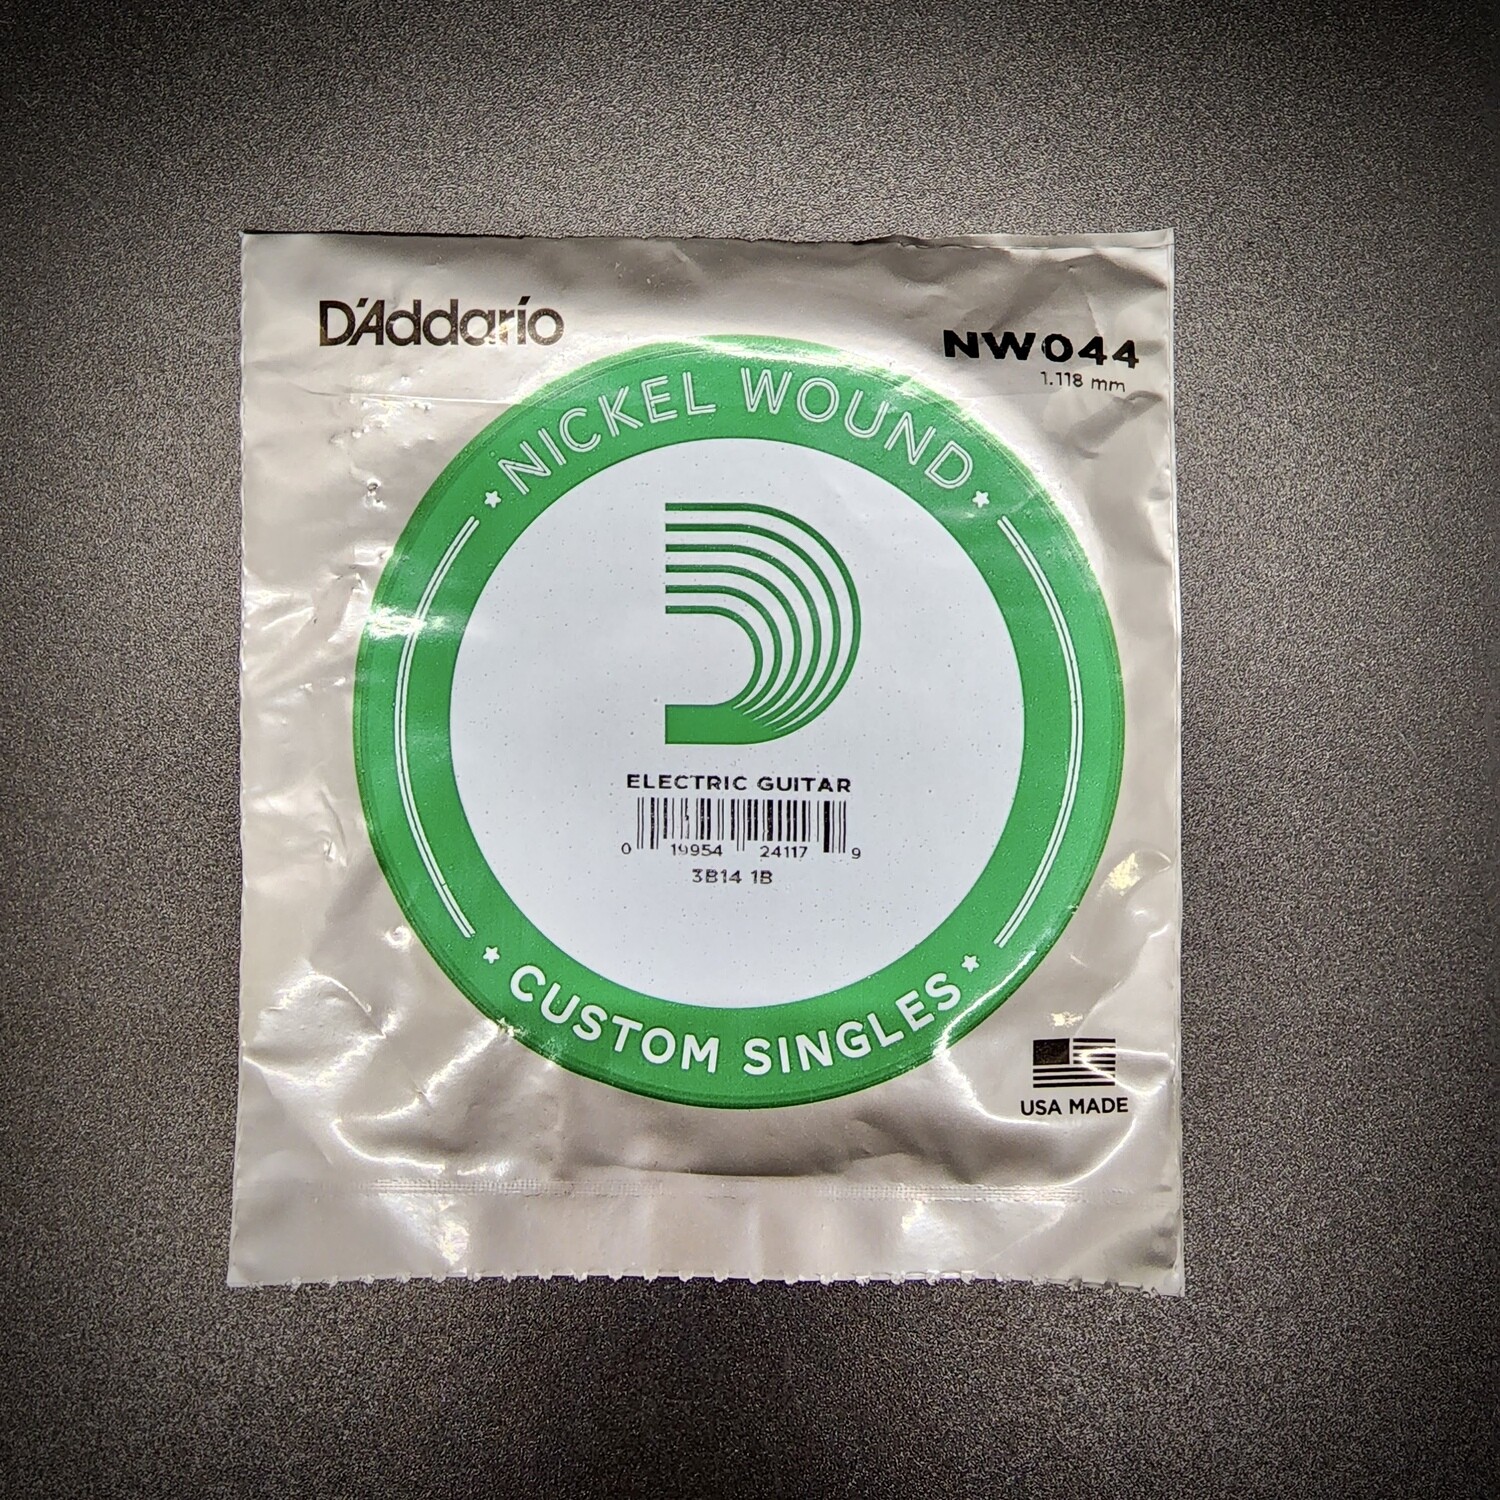 D'Addario
NW044
1.118 mm
NICKEL WOUND
ELECTRIC GUITAR
0 19954 24117 9
3B14 1B
CUSTOM SINGLES
USA MADE